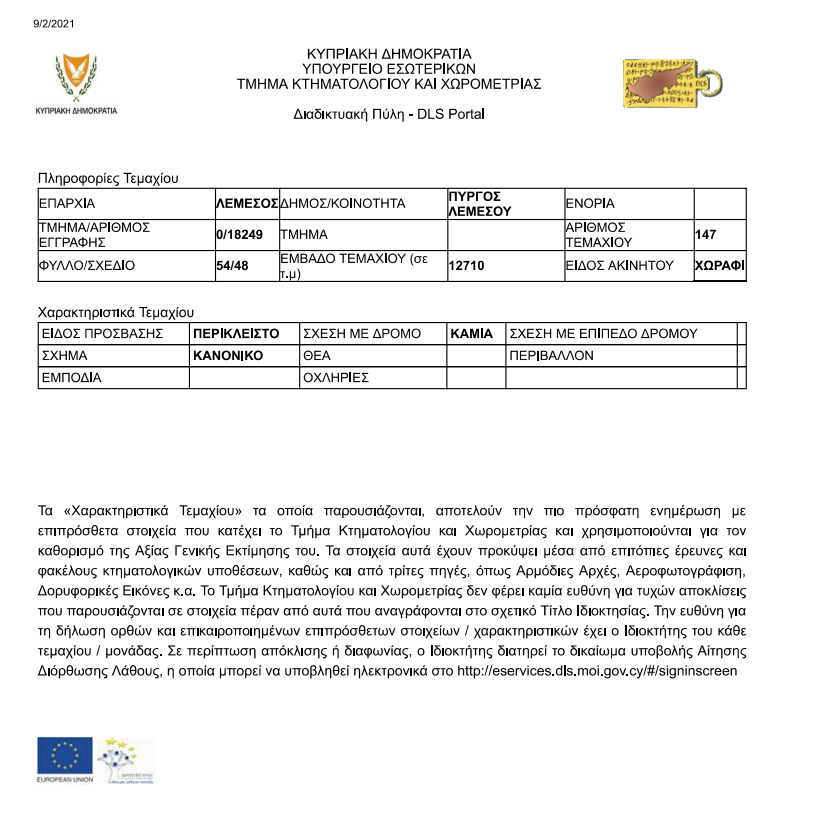 9/2/2021
ΚΥΠΡΙΑΚΗ ΔΗΜΟΚΡΑΤΙΑ
ΥΠΟΥΡΓΕΙΟ ΕΣΩΤΕΡΙΚΩΝ
ΤΜΗΜΑ ΚΤΗΜΑΤΟΛΟΓΙΟΥ ΚΑΙ ΧΩΡΟΜΕΤΡΙΑΣ
ΚΥΠΡΙΑΚΗ ΔΗΜΟΚΡΑΤΙΑ
DLS
Διαδικτυακή Πύλη - DLS Portal
Πληροφορίες Τεμαχίου
ΕΠΑΡΧΙΑ ΛΕΜΕΣΟΣ ΔΗΜΟΣ/ΚΟΙΝΟΤΗΤΑ ΠΥΡΓΟΣ ΛΕΜΕΣΟΥ ΕΝΟΡΙΑ
ΤΜΗΜΑ/ΑΡΙΘΜΟΣ ΕΓΓΡΑΦΗΣ 0/18249 ΤΜΗΜΑ ΑΡΙΘΜΟΣ ΤΕΜΑΧΙΟΥ 147
ΦΥΛΛΟ/ΣΧΕΔΙΟ 54/48 ΕΜΒΑΔΟ ΤΕΜΑΧΙΟΥ (σε τ.μ) 12710 ΕΙΔΟΣ ΑΚΙΝΗΤΟΥ ΧΩΡΑΦΙ
Χαρακτηριστικά Τεμαχίου
ΕΙΔΟΣ ΠΡΟΣΒΑΣΗΣ ΠΕΡΙΚΛΕΙΣΤΟ ΣΧΕΣΗ ΜΕ ΔΡΟΜΟ ΚΑΜΙΑ ΣΧΕΣΗ ΜΕ ΕΠΙΠΕΔΟ ΔΡΟΜΟΥ
ΣΧΗΜΑ ΚΑΝΟΝΙΚΟ ΘΕΑ ΠΕΡΙΒΑΛΛΟΝ
ΕΜΠΟΔΙΑ ΟΧΛΗΡΙΕΣ
Τα «Χαρακτηριστικά Τεμαχίου» τα οποία παρουσιάζονται, αποτελούν την πιο πρόσφατη ενημέρωση με
επιπρόσθετα στοιχεία που κατέχει το Τμήμα Κτηματολογίου και Χωρομετρίας και χρησιμοποιούνται για τον
καθορισμό της Αξίας Γενικής Εκτίμησης του. Τα στοιχεία αυτά έχουν προκύψει μέσα από επιτόπιες έρευνες και
φακέλους κτηματολογικών υποθέσεων, καθώς και από τρίτες πηγές, όπως Αρμόδιες Αρχές, Αεροφωτογράφιση,
Δορυφορικές Εικόνες κ.α. Το Τμήμα Κτηματολογίου και Χωρομετρίας δεν φέρει καμία ευθύνη για τυχών αποκλίσεις
που παρουσιάζονται σε στοιχεία πέραν από αυτά που αναγράφονται στο σχετικό Τίτλο Ιδιοκτησίας. Την ευθύνη για
τη δήλωση ορθών και επικαιροποιημένων επιπρόσθετων στοιχείων / χαρακτηριστικών έχει ο Ιδιοκτήτης του κάθε
τεμαχίου / μονάδας. Σε περίπτωση απόκλισης ή διαφωνίας, ο Ιδιοκτήτης διατηρεί το δικαίωμα υποβολής Αίτησης
Διόρθωσης Λάθους, η οποία μπορεί να υποβληθεί ηλεκτρονικά στο http://eservices.dls.moi.gov.cy/#/signinscreen
EUROPEAN UNION